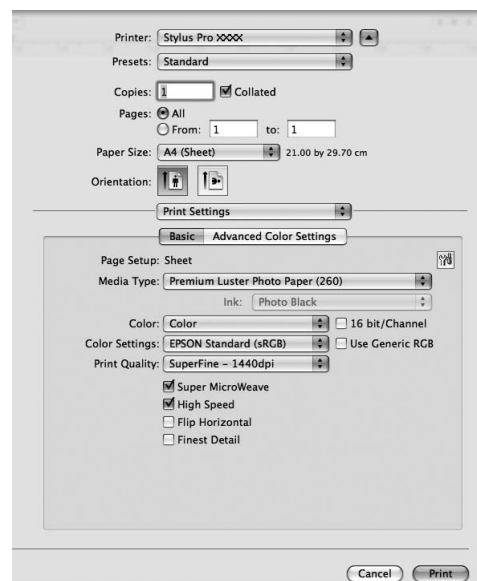 Printer: Stylus Pro XXXX
Presets: Standard
Copies: 1 Collated
Pages: All
From: 1 to: 1
Paper Size: A4 (Sheet) 21.00 by 29.70 cm
Orientation:
Print Settings
Basic Advanced Color Settings
Page Setup: Sheet
Media Type: Premium Luster Photo Paper (260)
Ink: Photo Black
Color: Color 16 bit/Channel
Color Settings: EPSON Standard (sRGB) Use Generic RGB
Print Quality: SuperFine – 1440dpi
Super MicroWeave
High Speed
Flip Horizontal
Finest Detail
Cancel Print